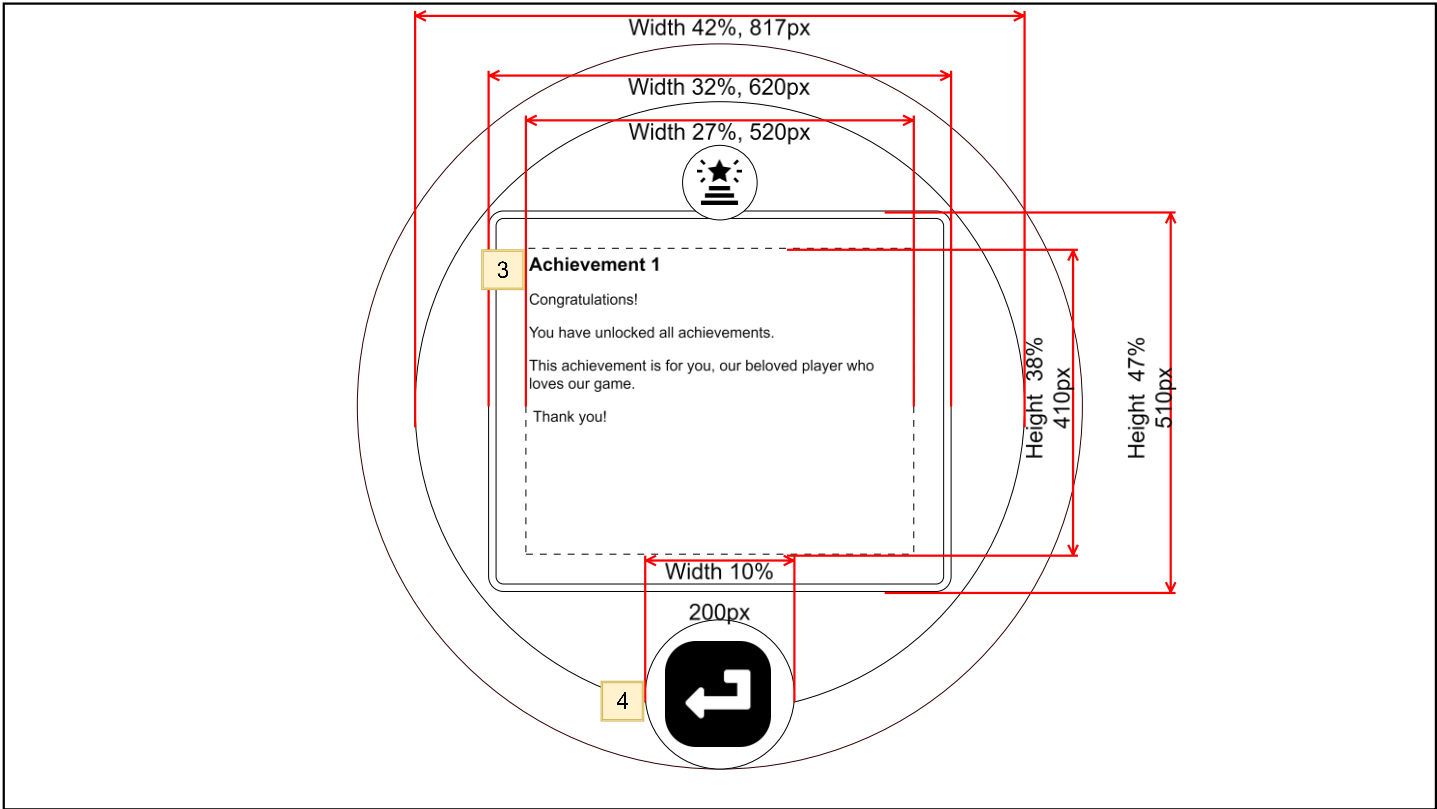 Width 42%, 817px
Width 32%, 620px
Width 27%, 520px
3
Achievement 1
Congratulations!
You have unlocked all achievements.
This achievement is for you, our beloved player who
loves our game.
Thank you!
Height 38%
410px
Height 47%
510px
Width 10%
200px
4